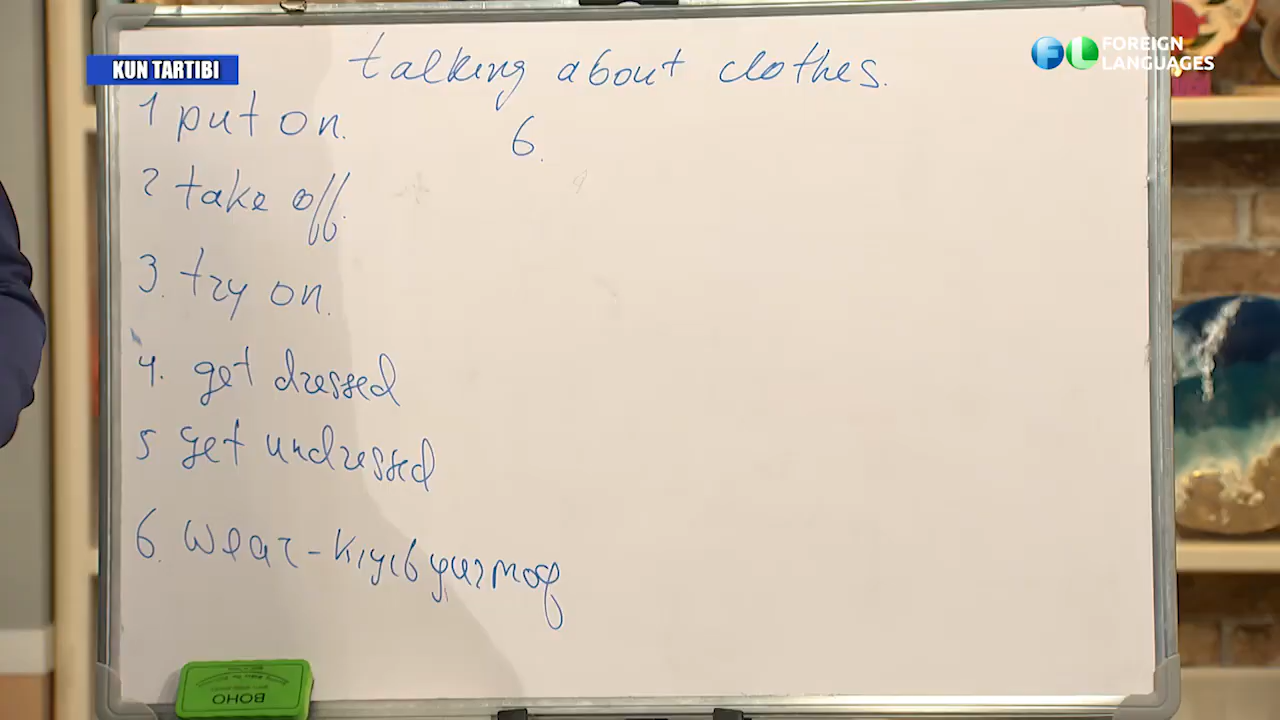 KUN TARTIBI
FL FOREIGN
LANGUAGES
talking about clothes.
1 put on.
6.
2 take off.
3. try on.
4. get dressed
5 get undressed
6. wear - kiyib yurmoq
BOHO